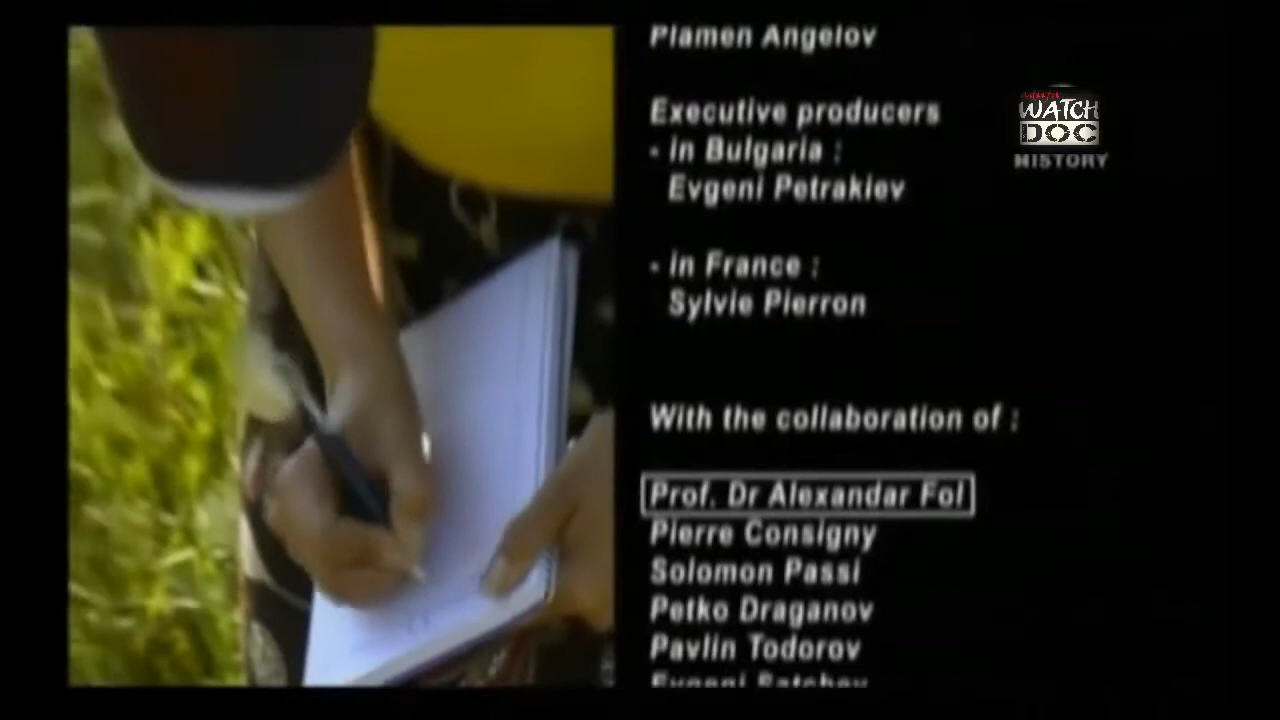 Plamen Angelov
Executive producers
- in Bulgaria :
Evgeni Petrakiev
- in France :
Sylvie Pierron
With the collaboration of :
Prof. Dr Alexandar Fol
Pierre Consigny
Solomon Passi
Petko Draganov
Pavlin Todorov
WATCH
DOC
HISTORY